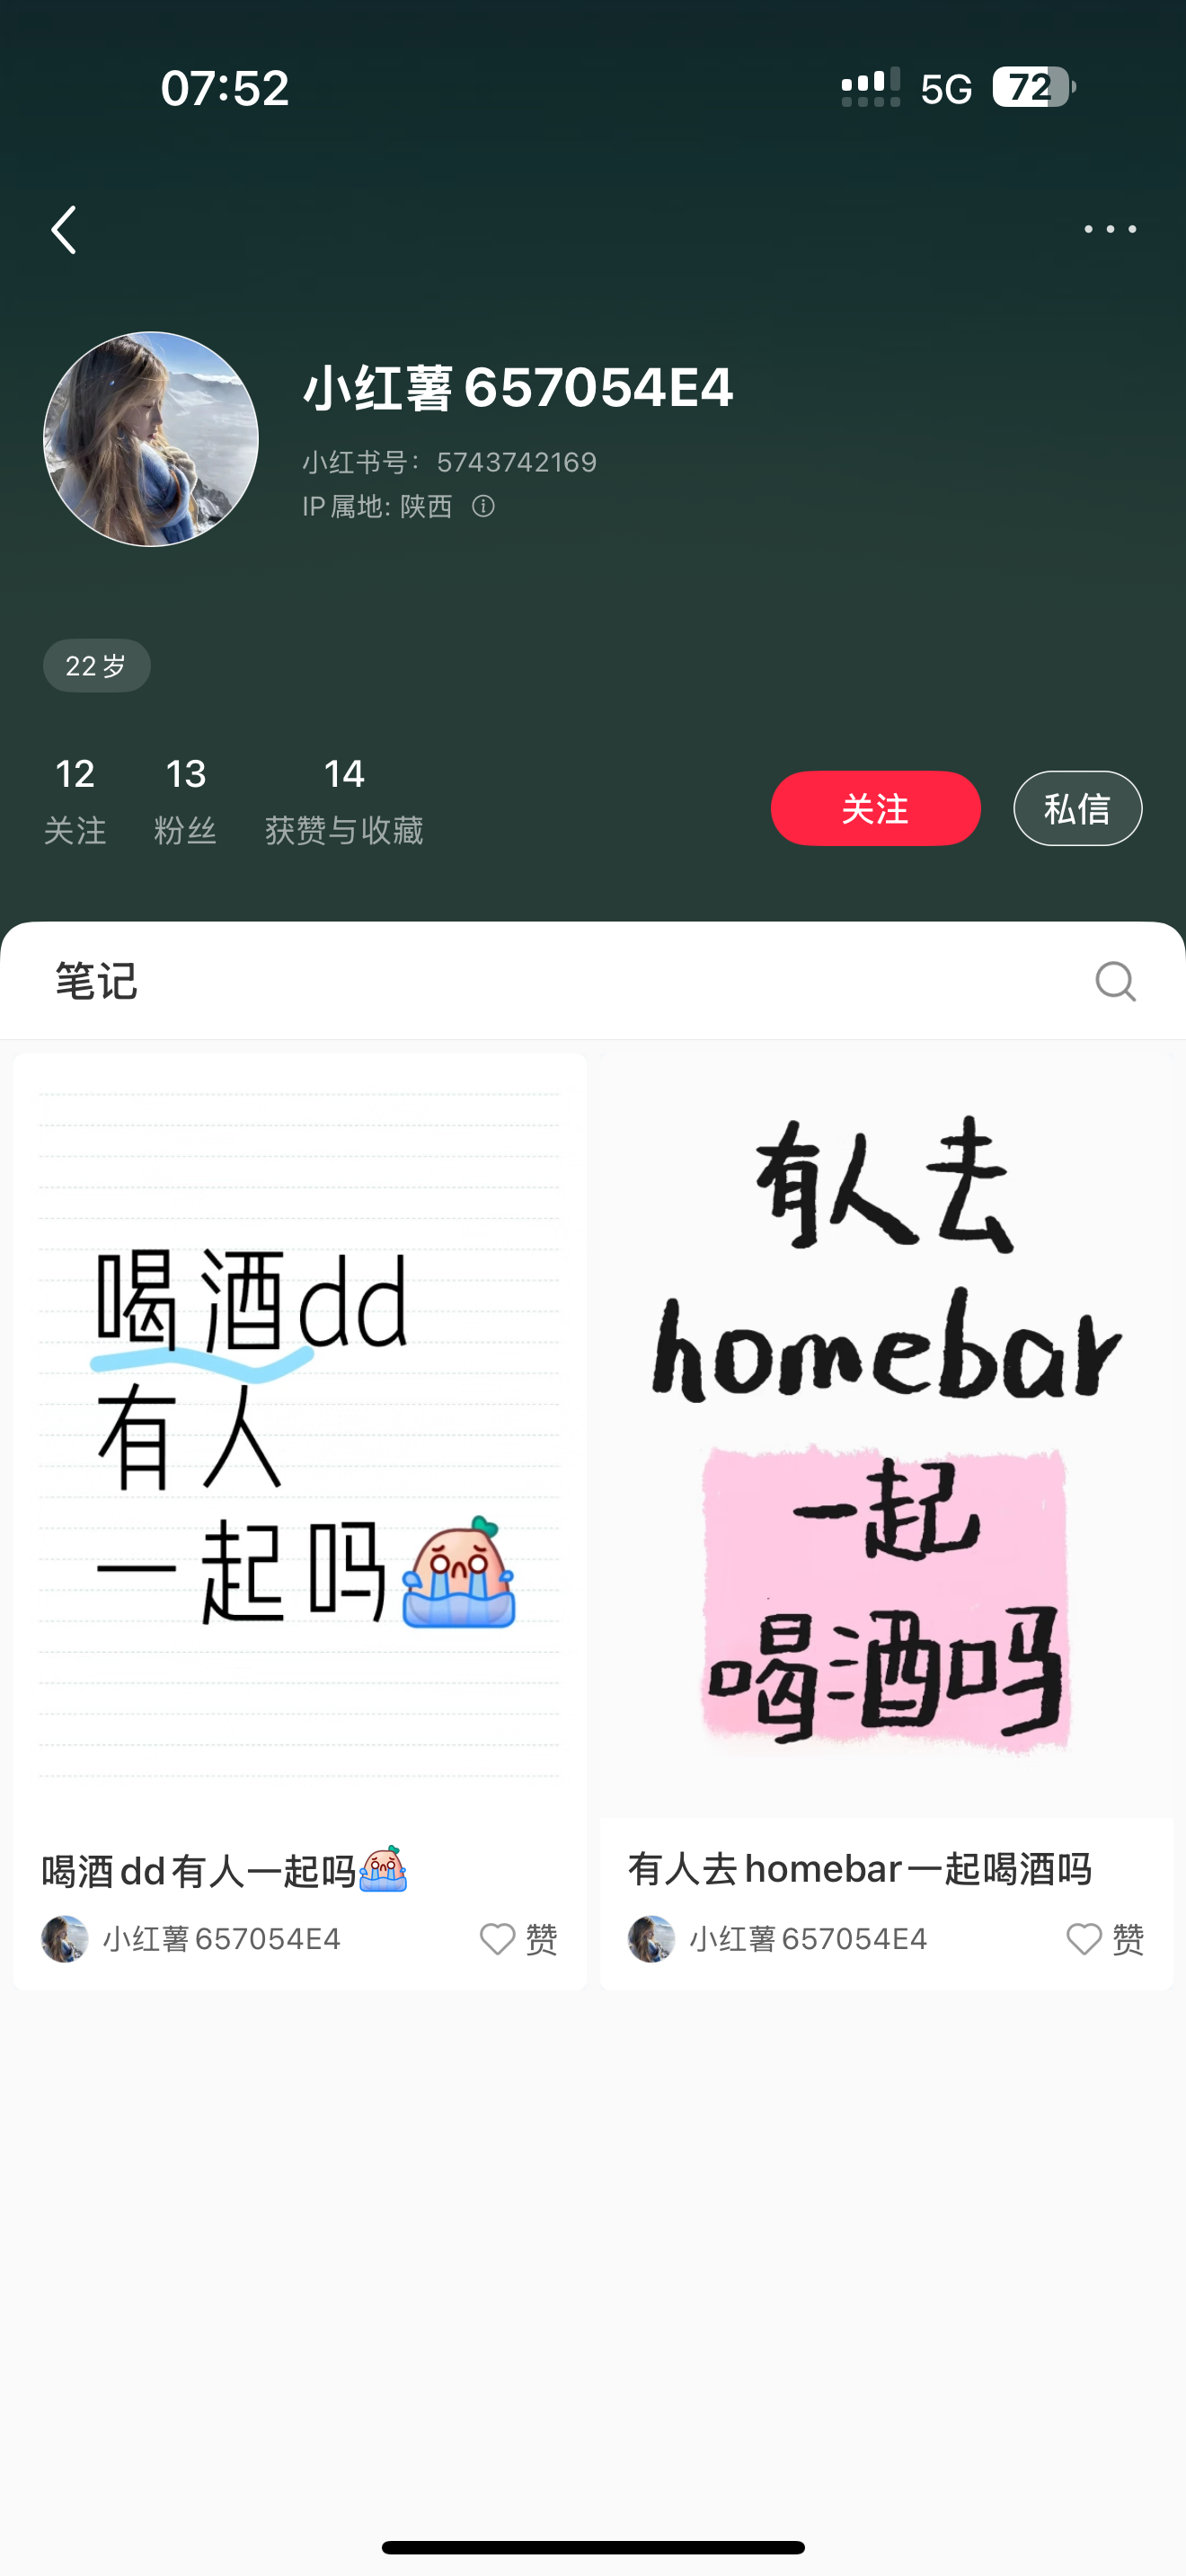 07:52 5G 72
小红薯657054E4
小红书号：5743742169
IP属地: 陕西
22岁
12 13 14
关注 粉丝 获赞与收藏
关注 私信
笔记
喝酒dd
有人
一起吗
有人去
homebar
一起
喝酒吗
喝酒dd有人一起吗
小红薯657054E4 赞
有人去homebar一起喝酒吗
小红薯657054E4 赞